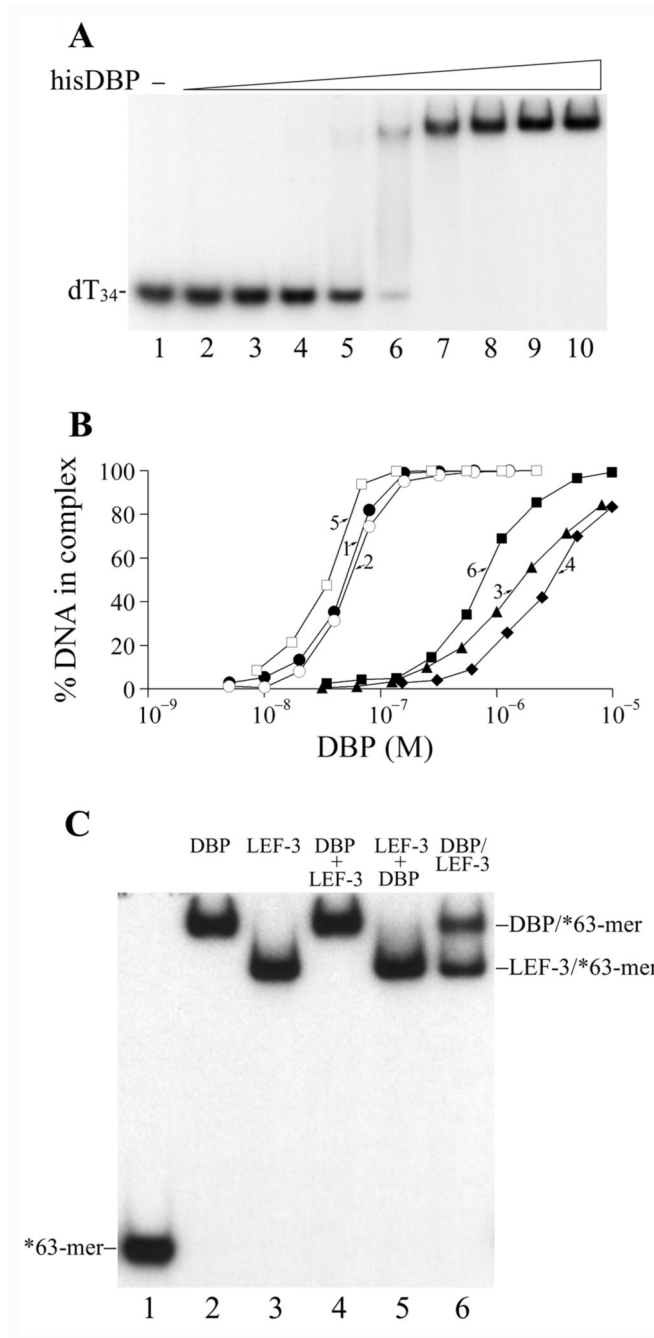 A
hisDBP –
dT₃₄-
1 2 3 4 5 6 7 8 9 10
B
% DNA in complex
100
80
60
40
20
0
5
1
2
6
3
4
10⁻⁹ 10⁻⁸ 10⁻⁷ 10⁻⁶ 10⁻⁵
DBP (M)
C
DBP LEF-3 DBP + LEF-3 LEF-3 + DBP DBP/ LEF-3
–DBP/*63-mer
–LEF-3/*63-mer
*63-mer–
1 2 3 4 5 6